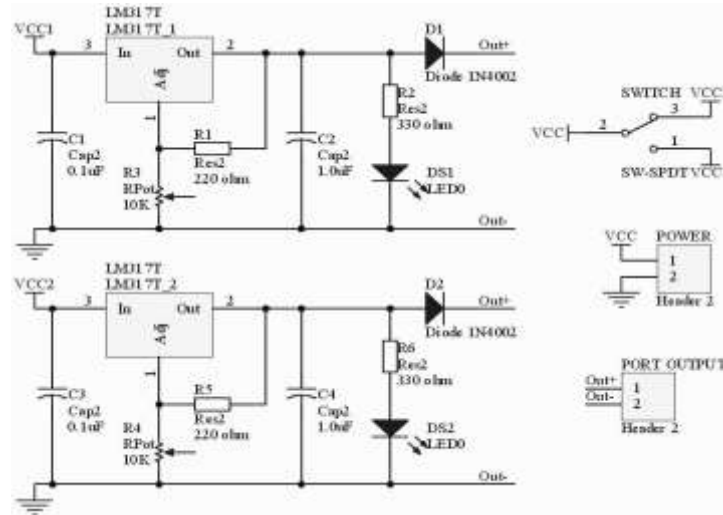 LM317T
LM317T_1
VCC1
3
In
Out
2
Adj
1
C1
Cap2
0.1uF
R3
RPot
10K
R1
Res2
220 ohm
C2
Cap2
1.0uF
D1
Diode 1N4002
Out+
R2
Res2
330 ohm
DS1
LED0
Out-
LM317T
LM317T_2
VCC2
3
In
Out
2
Adj
1
C3
Cap2
0.1uF
R4
RPot
10K
R5
Res2
220 ohm
C4
Cap2
1.0uF
D2
Diode 1N4002
Out+
R6
Res2
330 ohm
DS2
LED0
Out-
SWITCH
VCC
2
3
VCC
1
VCC
SW-SPDT
VCC
POWER
1
2
Header 2
PORT OUTPUT
Out+
1
Out-
2
Header 2